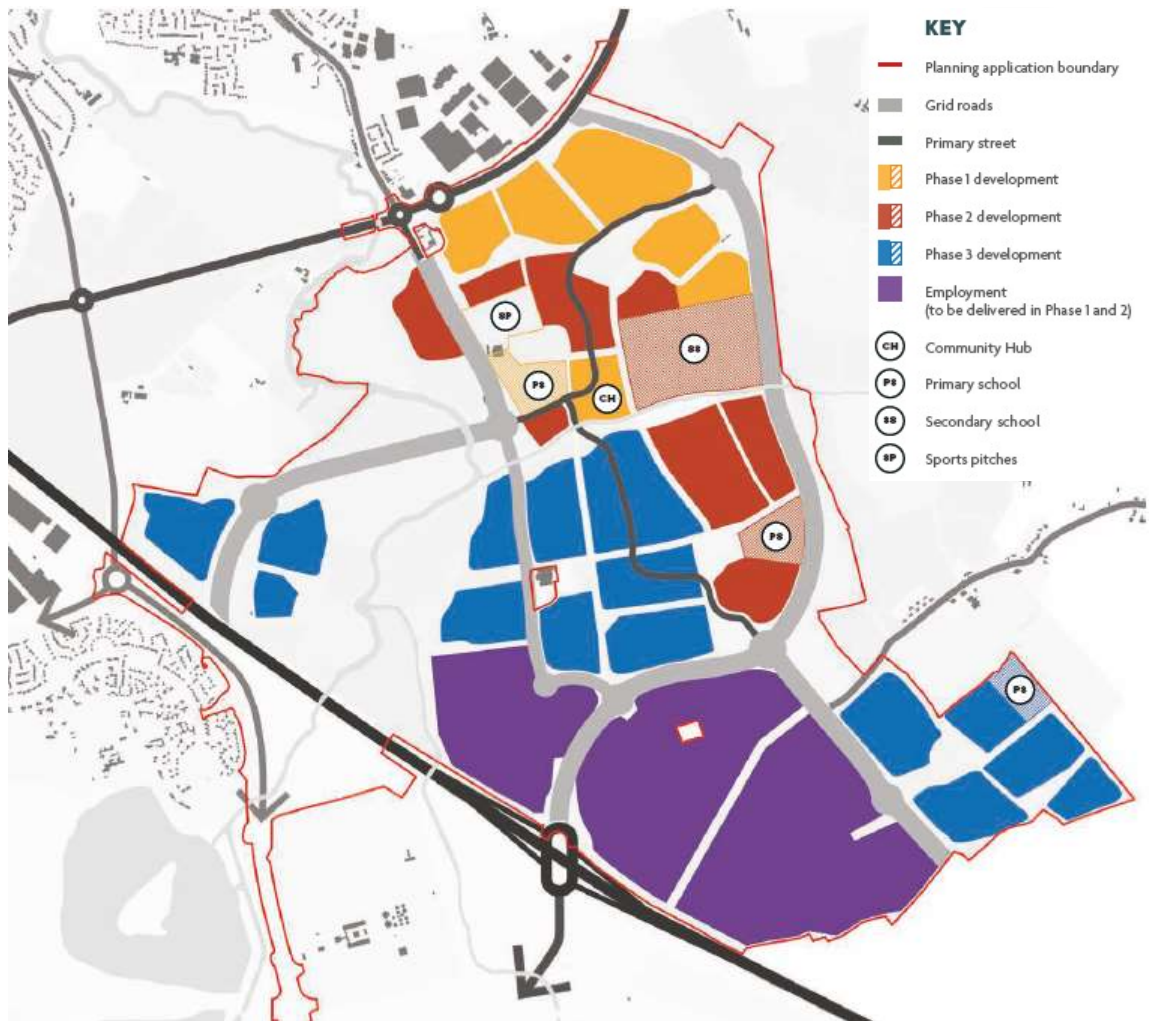 KEY
Planning application boundary
Grid roads
Primary street
Phase 1 development
Phase 2 development
Phase 3 development
Employment
(to be delivered in Phase 1 and 2)
CH Community Hub
PS Primary school
SS Secondary school
SP Sports pitches
SP
SS
PS
CH
PS
PS